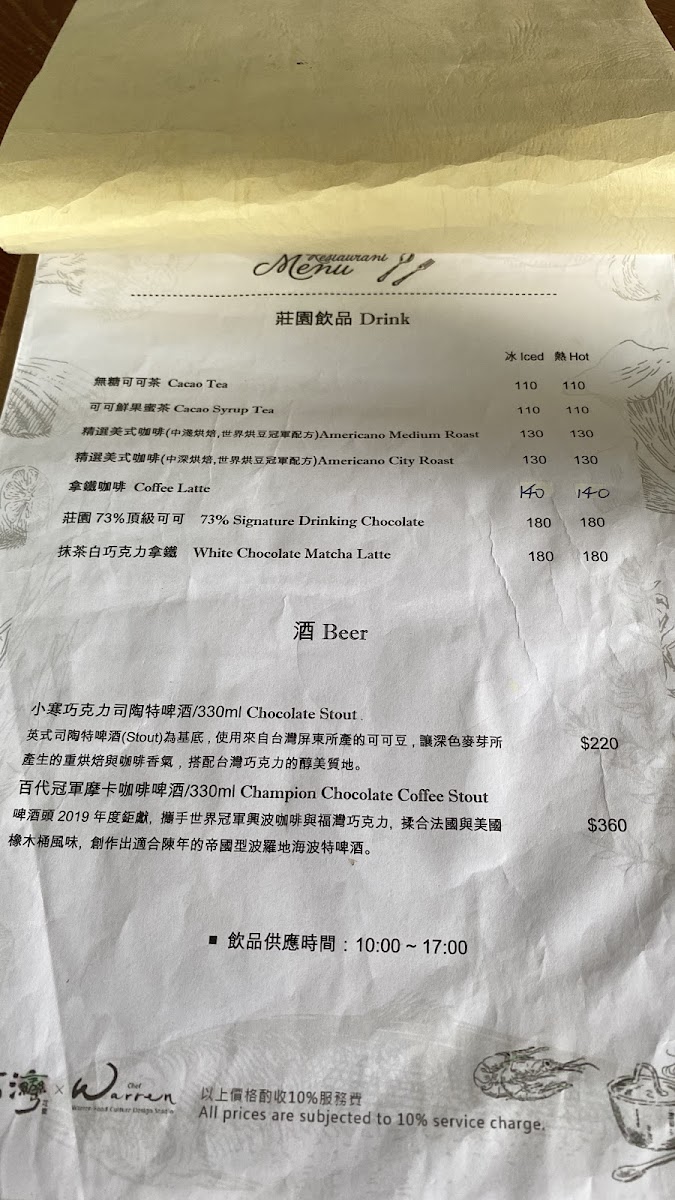 Restaurant
Menu
莊園飲品 Drink
冰 Iced 熱 Hot
無糖可可茶 Cacao Tea 110 110
可可鮮果蜜茶 Cacao Syrup Tea 110 110
精選美式咖啡(中淺烘焙,世界烘豆冠軍配方)Americano Medium Roast 130 130
精選美式咖啡(中深烘焙,世界烘豆冠軍配方)Americano City Roast 130 130
拿鐵咖啡 Coffee Latte 140 140
莊園 73%頂級可可 73% Signature Drinking Chocolate 180 180
抹茶白巧克力拿鐵 White Chocolate Matcha Latte 180 180
酒 Beer
小寒巧克力司陶特啤酒/330ml Chocolate Stout
英式司陶特啤酒(Stout)為基底,使用來自台灣屏東所產的可可豆,讓深色麥芽所 $220
產生的重烘焙與咖啡香氣,搭配台灣巧克力的醇美質地。
百代冠軍摩卡咖啡啤酒/330ml Champion Chocolate Coffee Stout
啤酒頭 2019 年度鉅獻, 攜手世界冠軍興波咖啡與福灣巧克力, 揉合法國與美國 $360
橡木桶風味, 創作出適合陳年的帝國型波羅地海波特啤酒。
■ 飲品供應時間:10:00 ~ 17:00
灣 × Chef Warren
以上價格酌收10%服務費
All prices are subjected to 10% service charge.